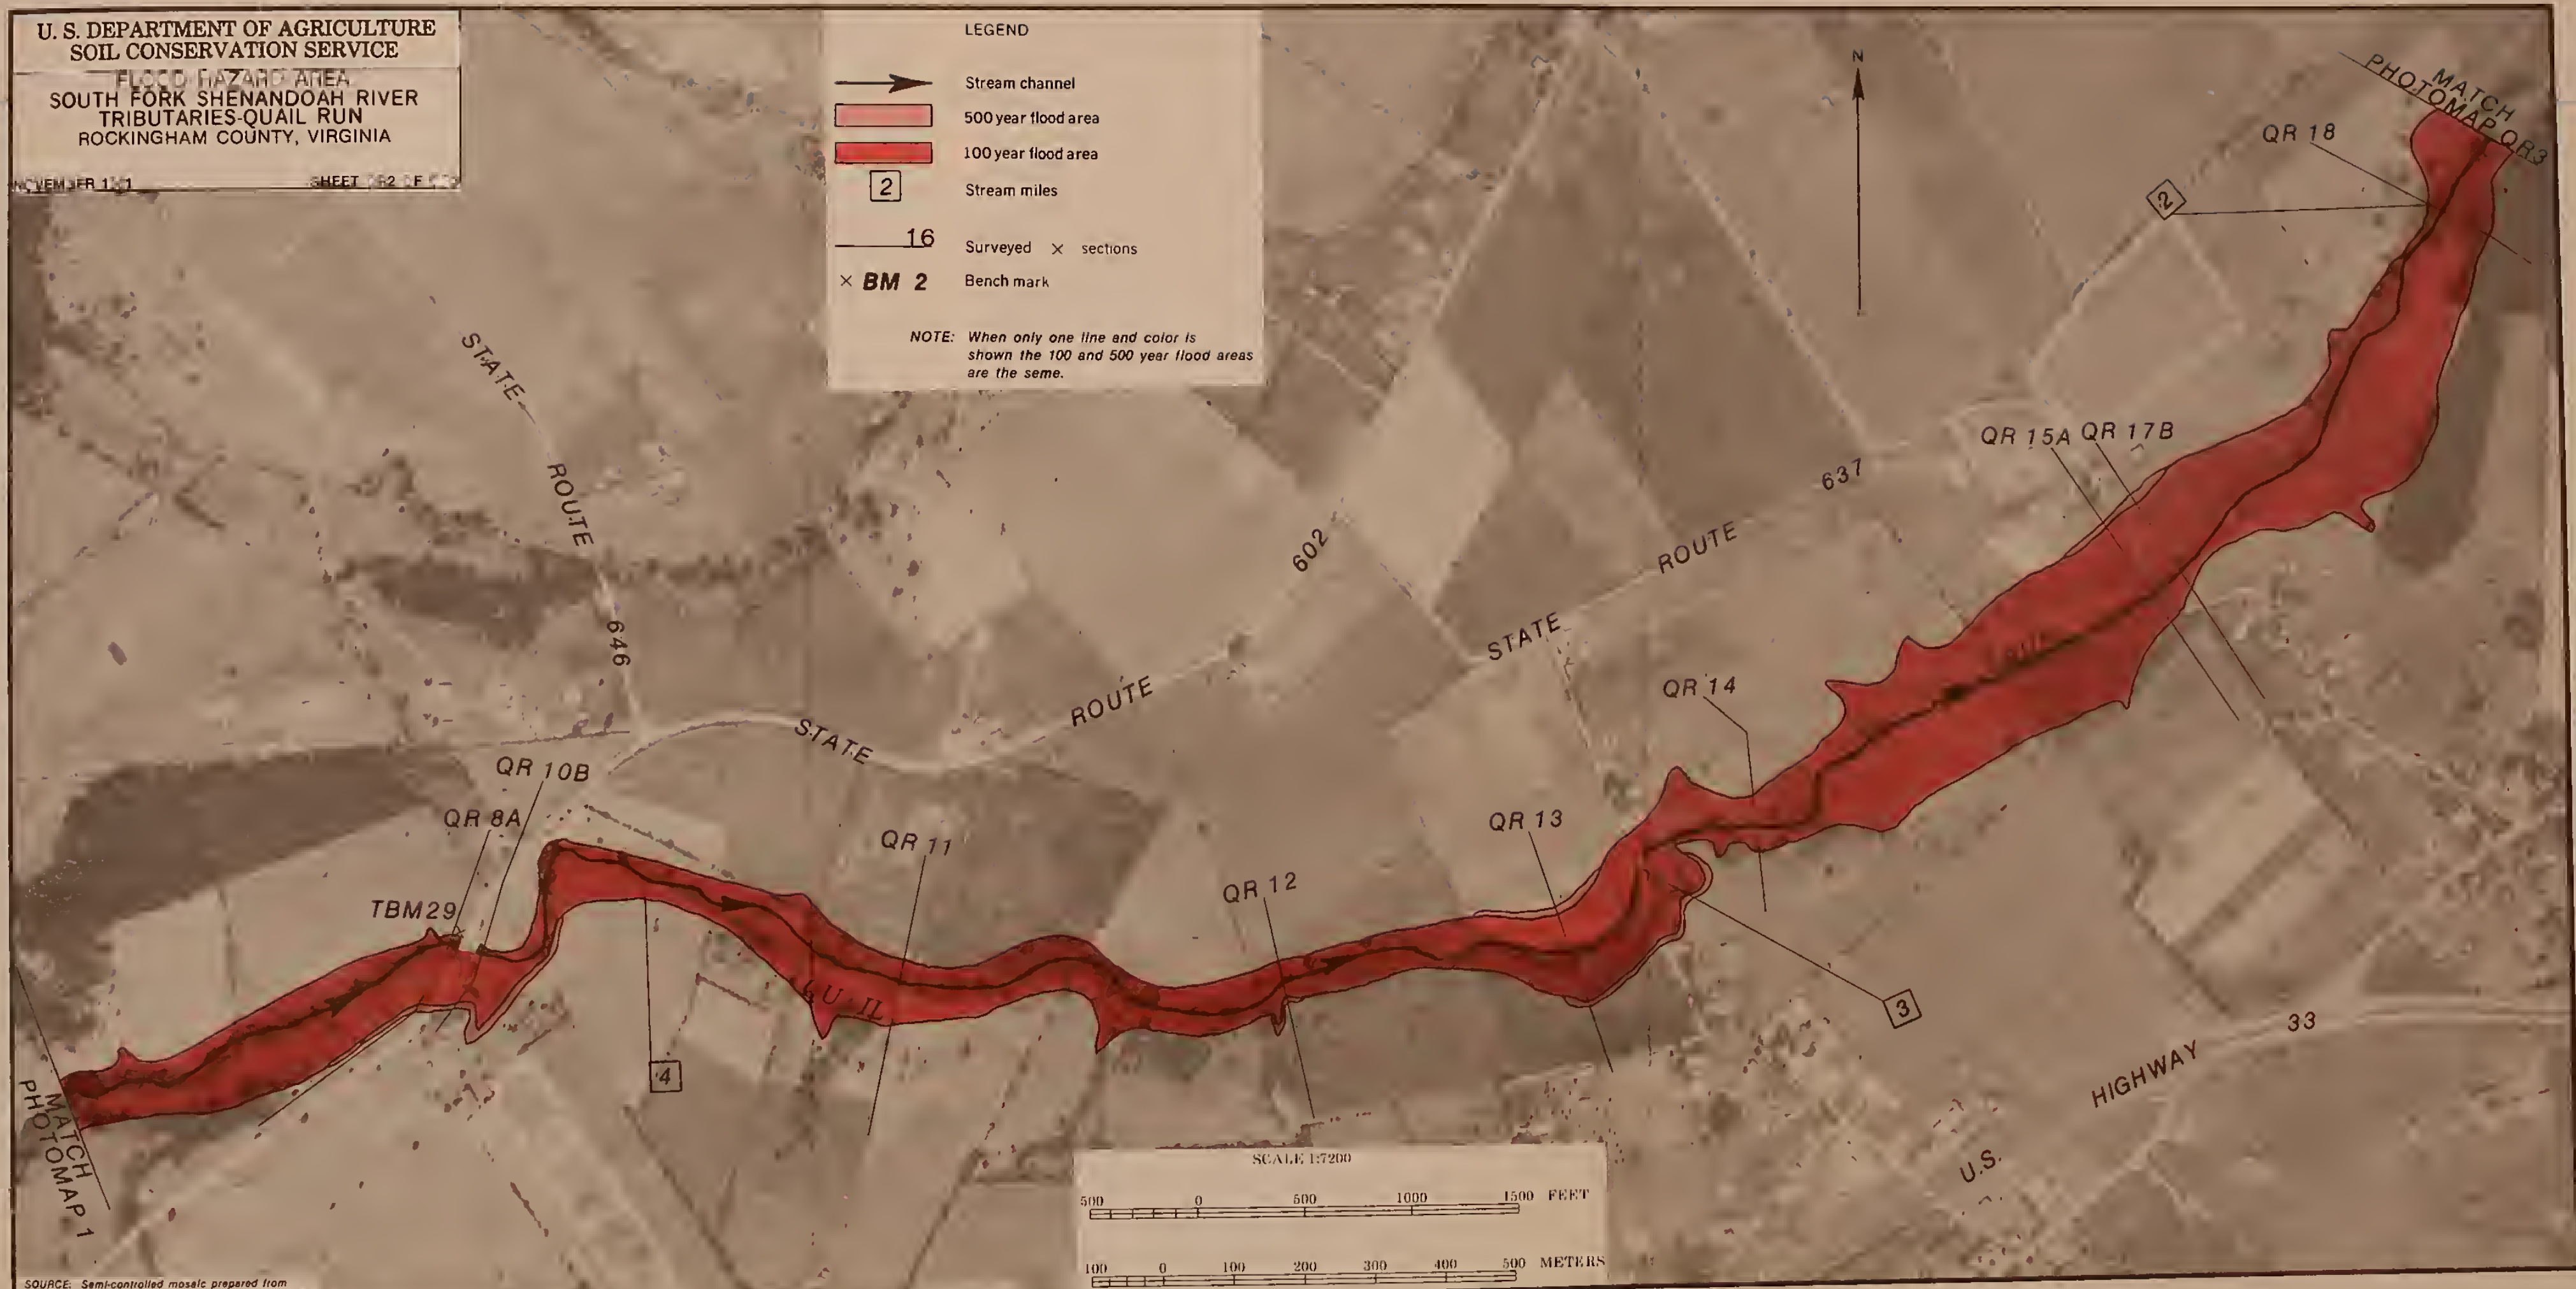 U. S. DEPARTMENT OF AGRICULTURE
SOIL CONSERVATION SERVICE
FLOOD HAZARD AREA
SOUTH FORK SHENANDOAH RIVER
TRIBUTARIES-QUAIL RUN
ROCKINGHAM COUNTY, VIRGINIA
SHEET
LEGEND
Stream channel
500 year flood area
100 year flood area
2
Stream miles
16
Surveyed × sections
× BM 2
Bench mark
NOTE: When only one line and color is
shown the 100 and 500 year flood areas
are the seme.
N
MATCH
PHOTOMAP QR3
QR 18
2
STATE
ROUTE
646
QR 15A
QR 17B
637
ROUTE
STATE
602
ROUTE
STATE
QR 14
QR 10B
QR 8A
QR 11
QR 13
QR 12
TBM29
3
4
33
HIGHWAY
U.S.
MATCH
PHOTOMAP 1
SCALE 1:7200
500 0 500 1000 1500 FEET
100 0 100 200 300 400 500 METERS
SOURCE: Semi-controlled mosaic prepared from